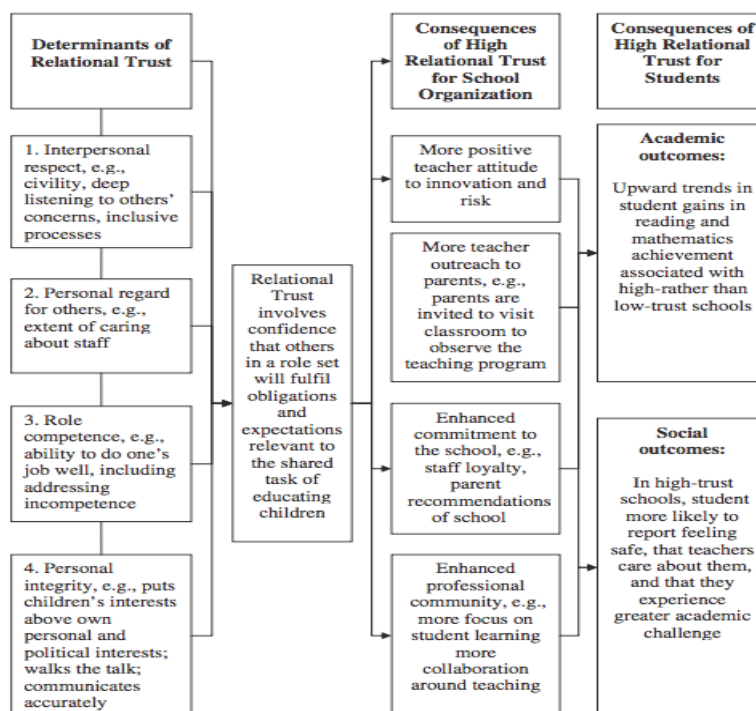 Determinants of
Relational Trust
1. Interpersonal
respect, e.g.,
civility, deep
listening to others'
concerns, inclusive
processes
2. Personal regard
for others, e.g.,
extent of caring
about staff
3. Role
competence, e.g.,
ability to do one's
job well, including
addressing
incompetence
4. Personal
integrity, e.g., puts
children's interests
above own
personal and
political interests;
walks the talk;
communicates
accurately
Relational
Trust
involves
confidence
that others
in a role set
will fulfil
obligations
and
expectations
relevant to
the shared
task of
educating
children
Consequences
of High
Relational Trust
for School
Organization
More positive
teacher attitude
to innovation and
risk
More teacher
outreach to
parents, e.g.,
parents are
invited to visit
classroom to
observe the
teaching program
Enhanced
commitment to
the school, e.g.,
staff loyalty,
parent
recommendations
of school
Enhanced
professional
community, e.g.,
more focus on
student learning
more
collaboration
around teaching
Consequences of
High Relational
Trust for
Students
Academic
outcomes:
Upward trends in
student gains in
reading and
mathematics
achievement
associated with
high-rather than
low-trust schools
Social
outcomes:
In high-trust
schools, student
more likely to
report feeling
safe, that teachers
care about them,
and that they
experience
greater academic
challenge